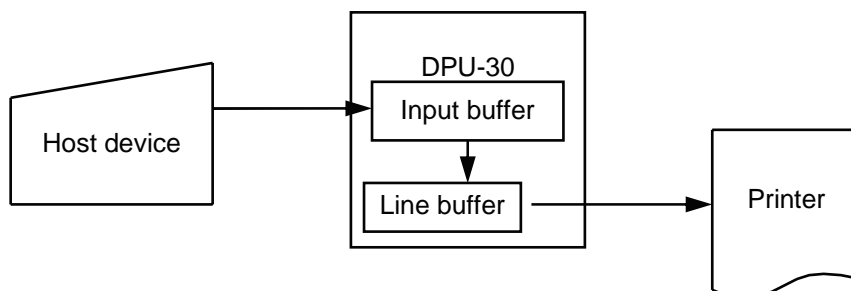 DPU-30
Input buffer
Host device
Line buffer
Printer